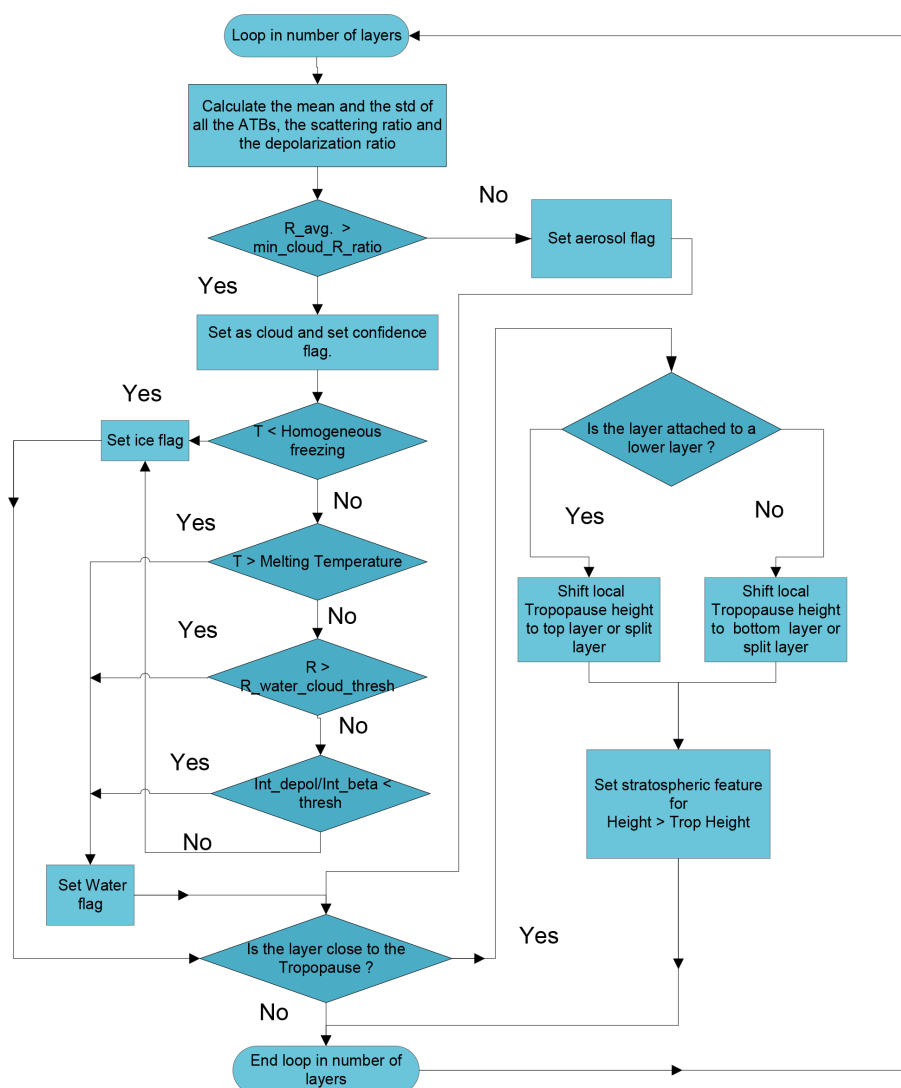 Loop in number of layers
Calculate the mean and the std of
all the ATBs, the scattering ratio and
the depolarization ratio
No
R_avg. >
min_cloud_R_ratio
Set aerosol flag
Yes
Set as cloud and set confidence
flag.
Yes
T < Homogeneous
freezing
Set ice flag
Is the layer attached to a
lower layer ?
No
Yes
Yes
No
T > Melting Temperature
Shift local
Tropopause height
to top layer or split
layer
Shift local
Tropopause height
to bottom layer or
split layer
No
Yes
R >
R_water_cloud_thresh
No
Yes
Int_depol/Int_beta <
thresh
Set stratospheric feature
for
Height > Trop Height
No
Set Water
flag
Is the layer close to the
Tropopause ?
Yes
No
End loop in number of
layers